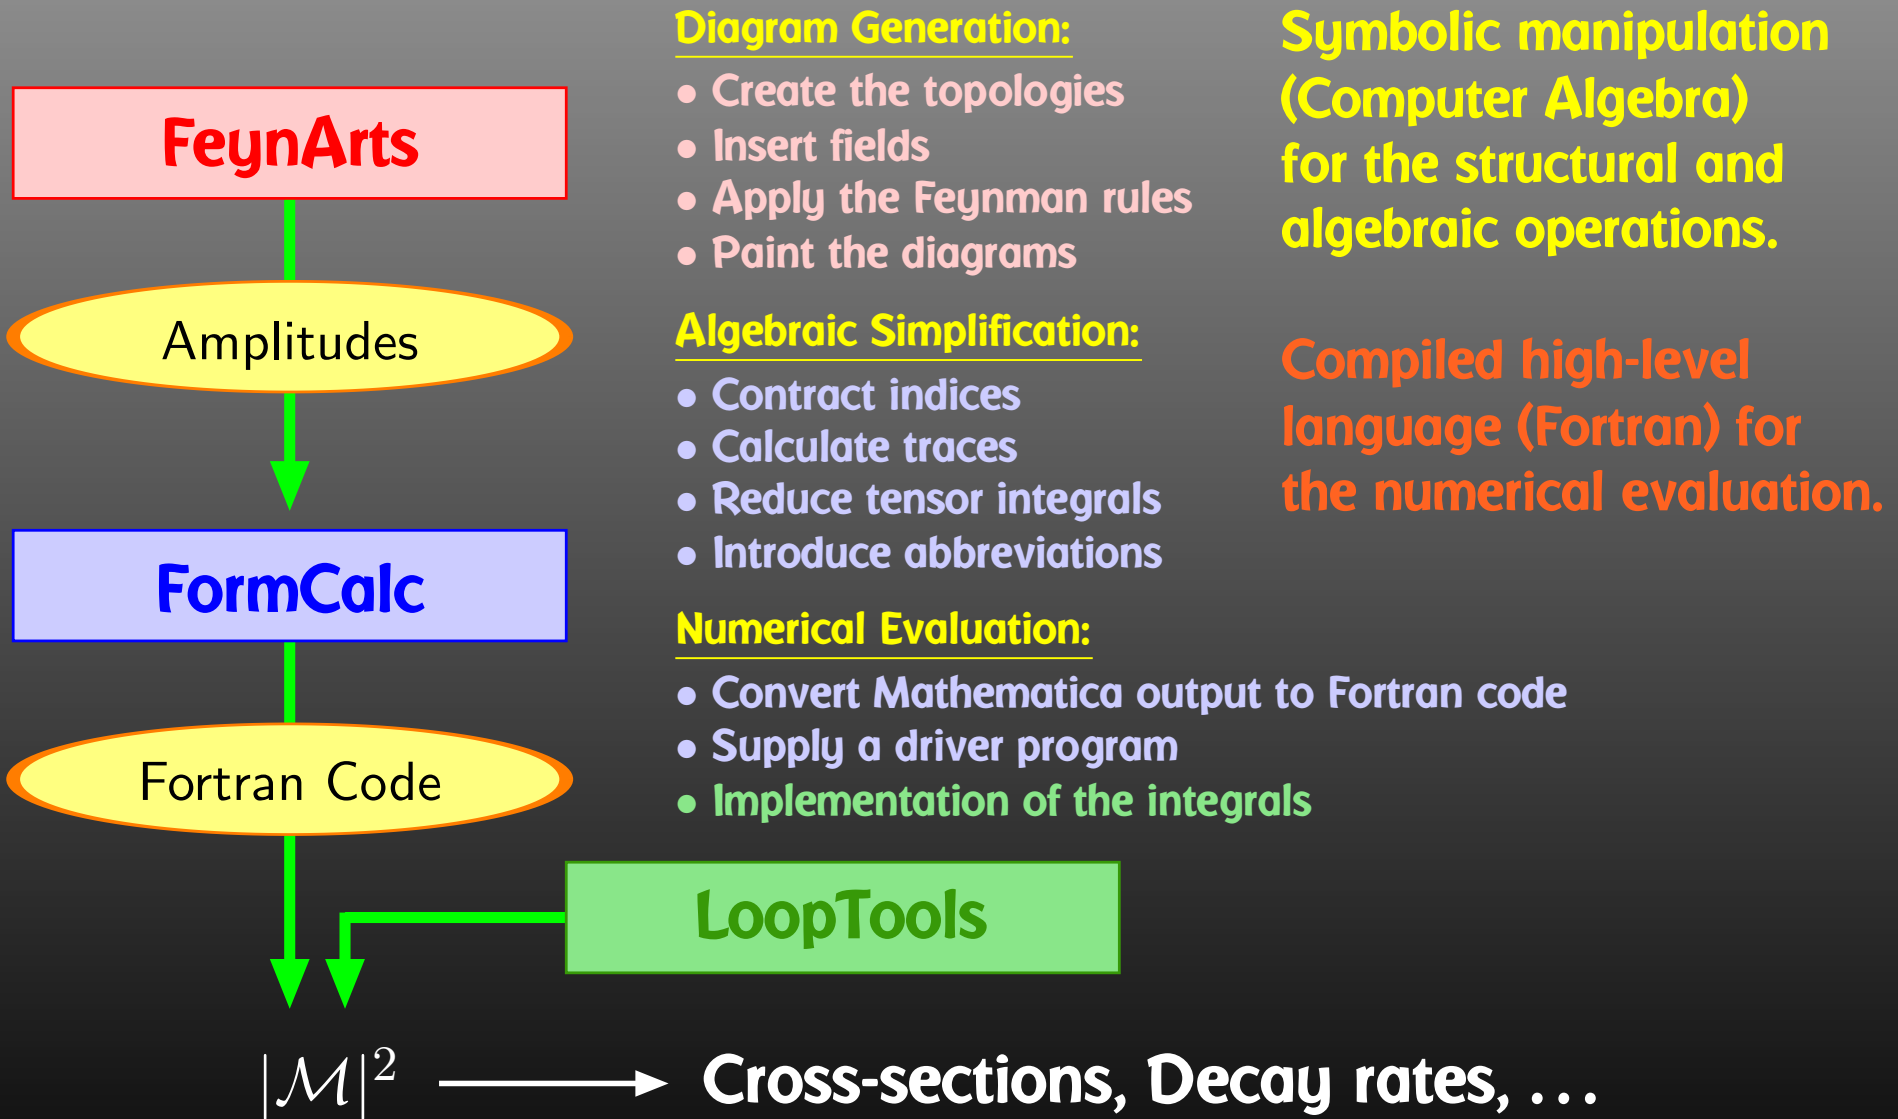 FeynArts
Amplitudes
FormCalc
Fortran Code
LoopTools
|ℳ|²
Cross-sections, Decay rates, ...
Diagram Generation:
• Create the topologies
• Insert fields
• Apply the Feynman rules
• Paint the diagrams
Algebraic Simplification:
• Contract indices
• Calculate traces
• Reduce tensor integrals
• Introduce abbreviations
Numerical Evaluation:
• Convert Mathematica output to Fortran code
• Supply a driver program
• Implementation of the integrals
Symbolic manipulation
(Computer Algebra)
for the structural and
algebraic operations.
Compiled high-level
language (Fortran) for
the numerical evaluation.